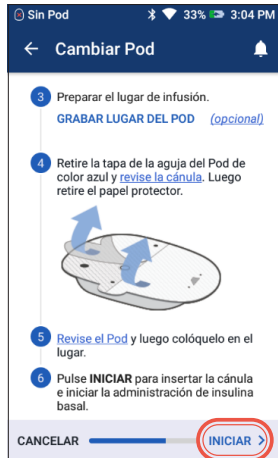 Sin Pod 33% 3:04 PM
Cambiar Pod
3 Preparar el lugar de infusión.
GRABAR LUGAR DEL POD (opcional)
4 Retire la tapa de la aguja del Pod de
color azul y revise la cánula. Luego
retire el papel protector.
5 Revise el Pod y luego colóquelo en el
lugar.
6 Pulse INICIAR para insertar la cánula
e iniciar la administración de insulina
basal.
CANCELAR INICIAR